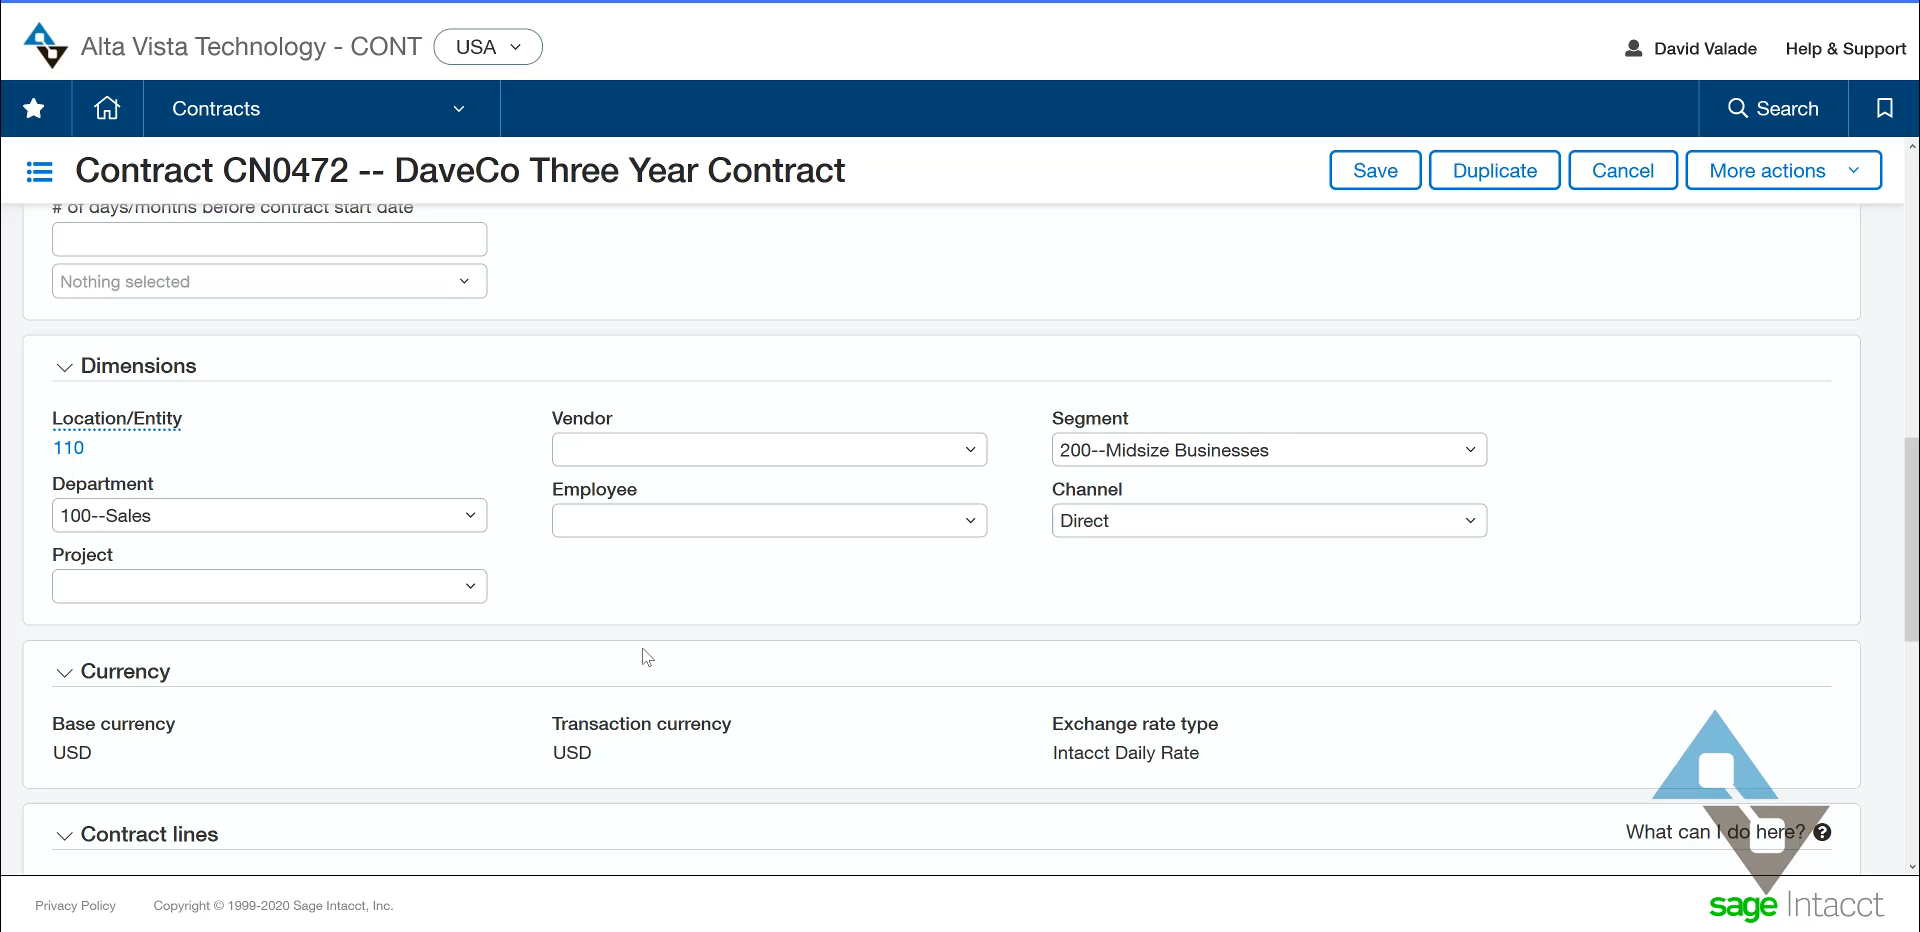 Alta Vista Technology - CONT USA
David Valade Help & Support
Contracts Search
Contract CN0472 -- DaveCo Three Year Contract Save Duplicate Cancel More actions
# of days/months before contract start date
Nothing selected
Dimensions
Location/Entity Vendor Segment
110 200--Midsize Businesses
Department Employee Channel
100--Sales Direct
Project
Currency
Base currency Transaction currency Exchange rate type
USD USD Intacct Daily Rate
Contract lines What can I do here?
Privacy Policy Copyright © 1999-2020 Sage Intacct, Inc. sage Intacct